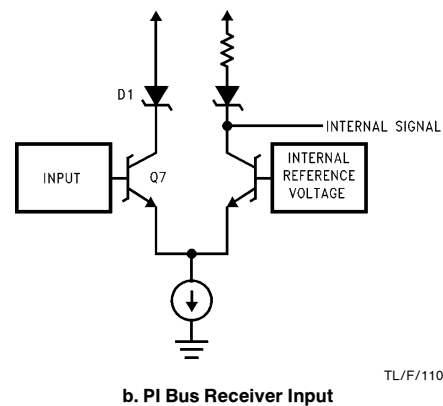 D1
INTERNAL SIGNAL
INPUT
Q7
INTERNAL
REFERENCE
VOLTAGE
TL/F/110
b. PI Bus Receiver Input